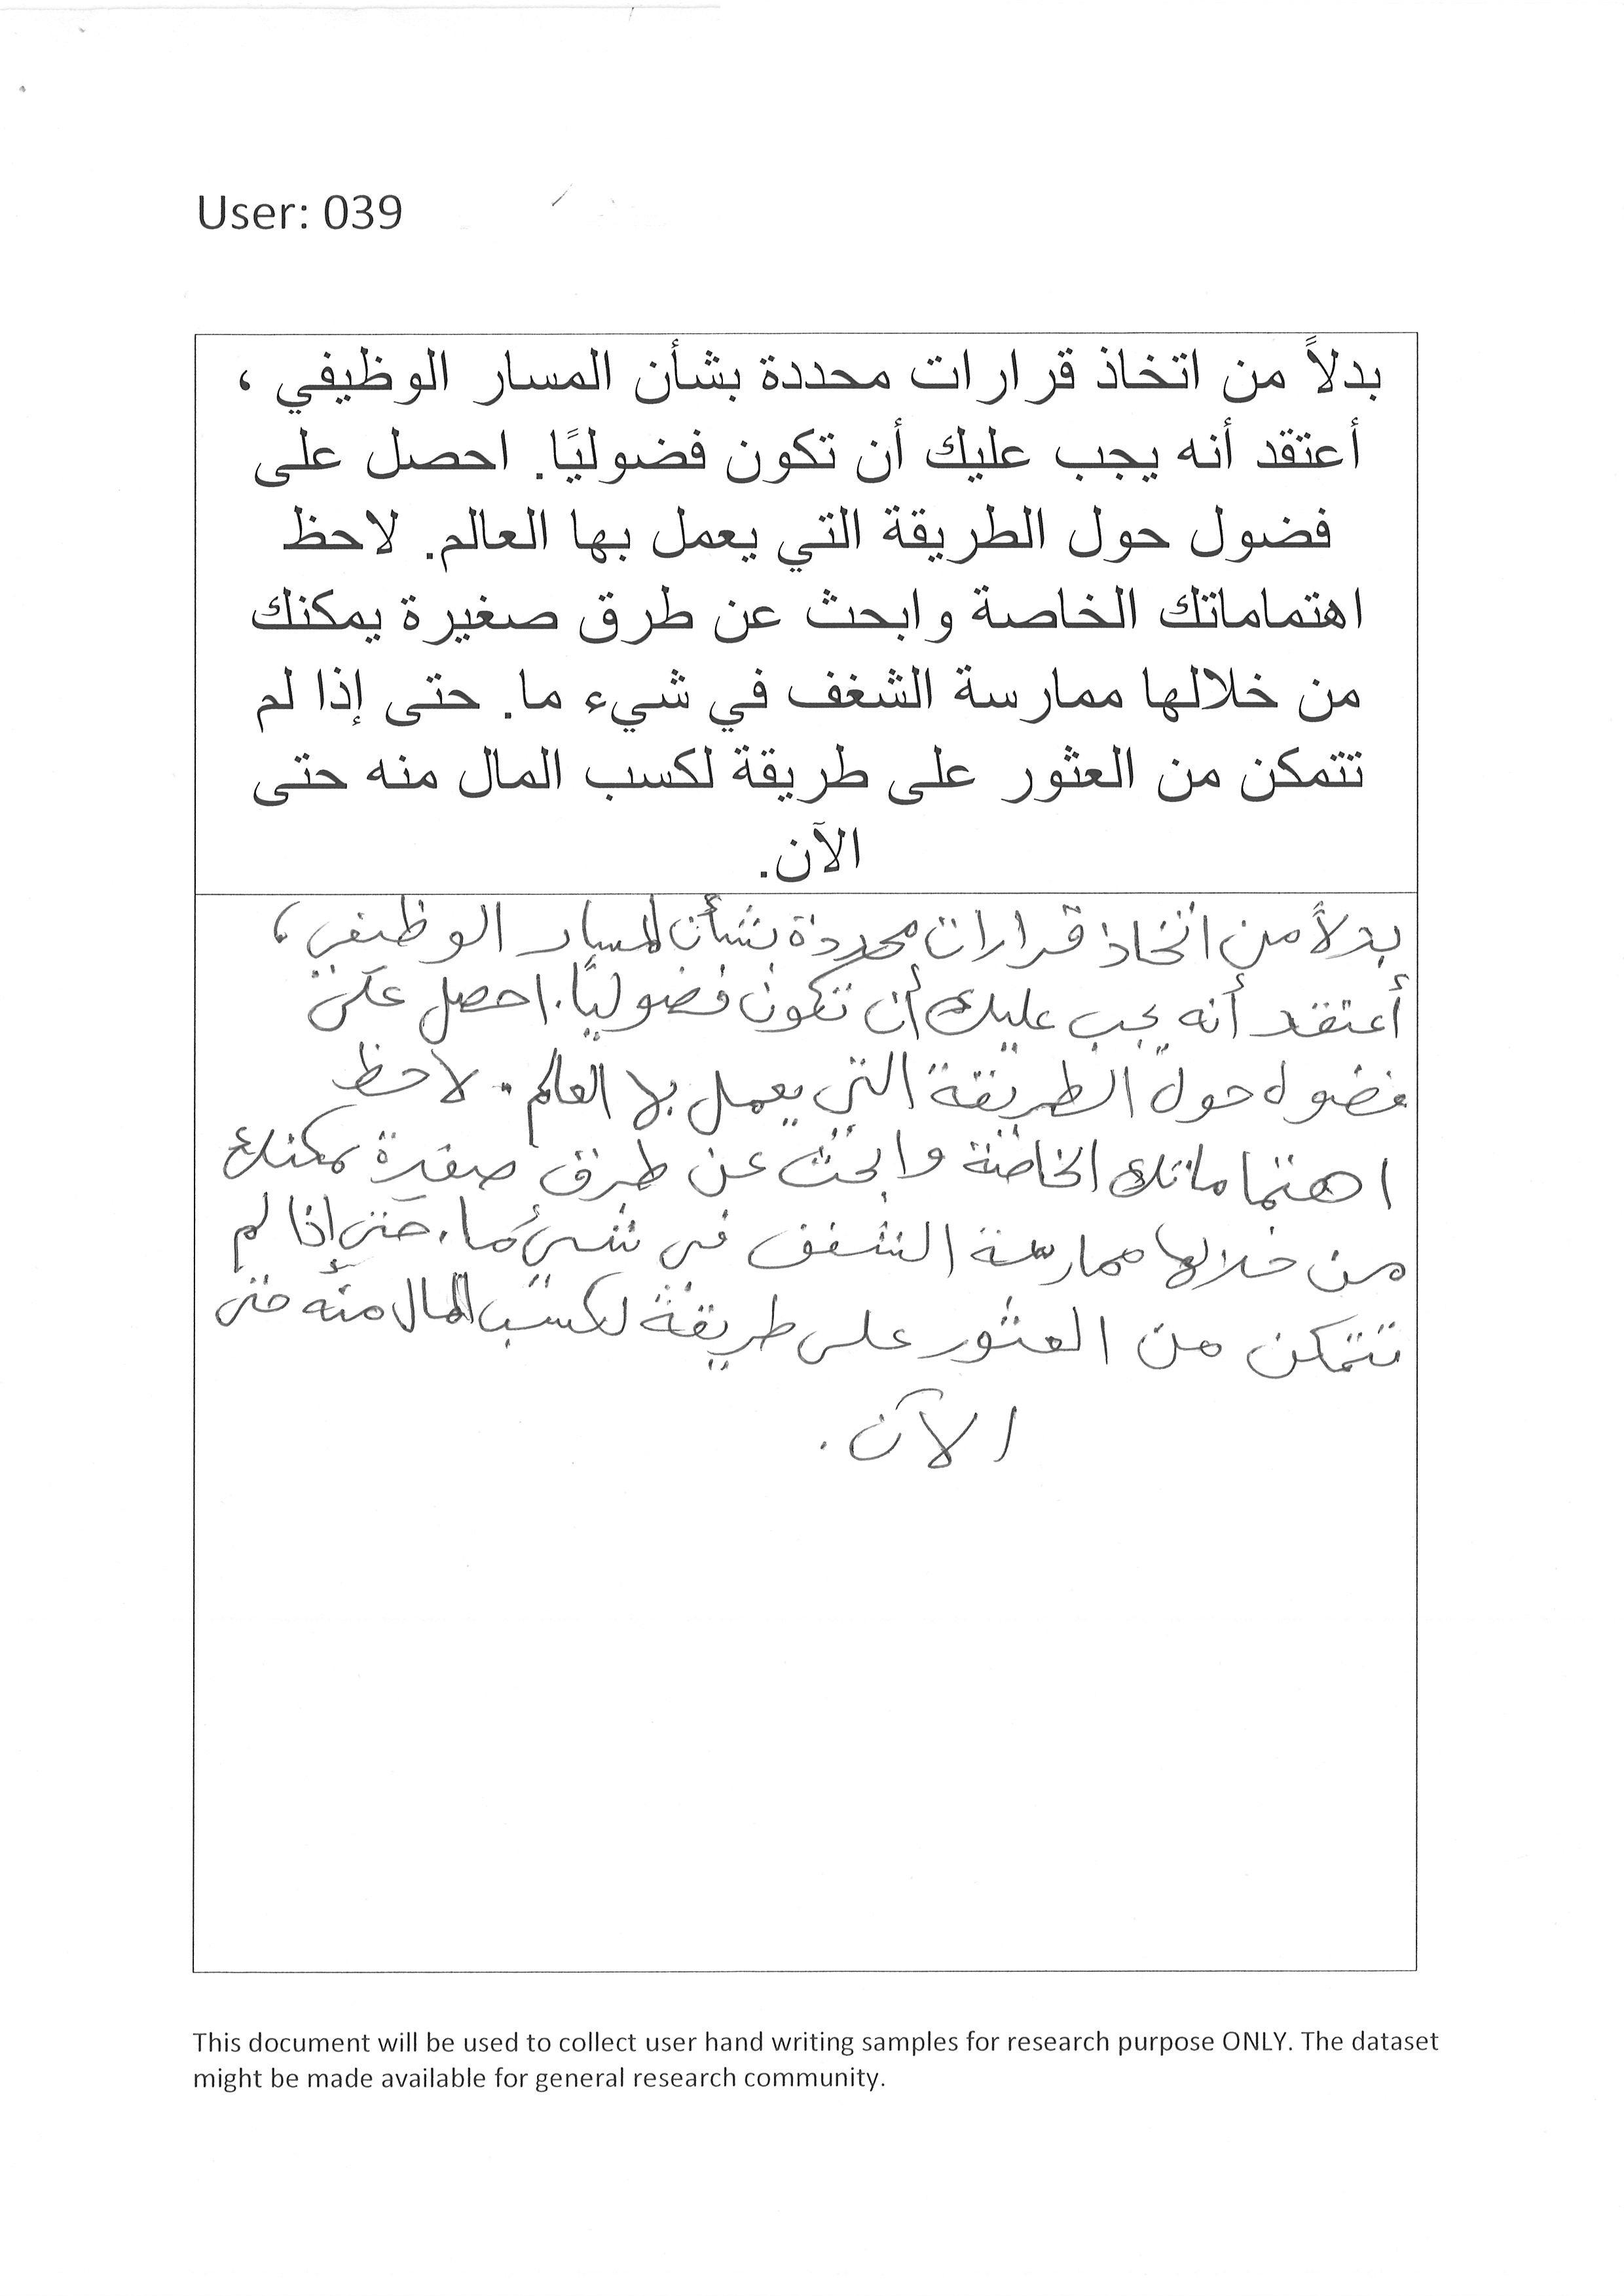 User: 039
بدلاً من اتخاذ قرارات محددة بشأن المسار الوظيفي ،
أعتقد أنه يجب عليك أن تكون فضوليًا. احصل على
فضول حول الطريقة التي يعمل بها العالم. لاحظ
اهتماماتك الخاصة وابحث عن طرق صغيرة يمكنك
من خلالها ممارسة الشغف في شيء ما. حتى إذا لم
تتمكن من العثور على طريقة لكسب المال منه حتى
الآن.
بدلاً من اتخاذ قرارات محددة بشأن المسار الوظيفي ،
أعتقد أنه يجب عليك أن تكون فضوليًا. احصل على
فضول حول الطريقة التي يعمل بها العالم. لاحظ
اهتماماتك الخاصة وابحث عن طرق صغيرة يمكنك
من خلالها ممارسة الشغف في شيء ما. حتى اذا لم
تتمكن من العثور على طريقة لكسب المال منه حتى
الآن.
This document will be used to collect user hand writing samples for research purpose ONLY. The dataset
might be made available for general research community.